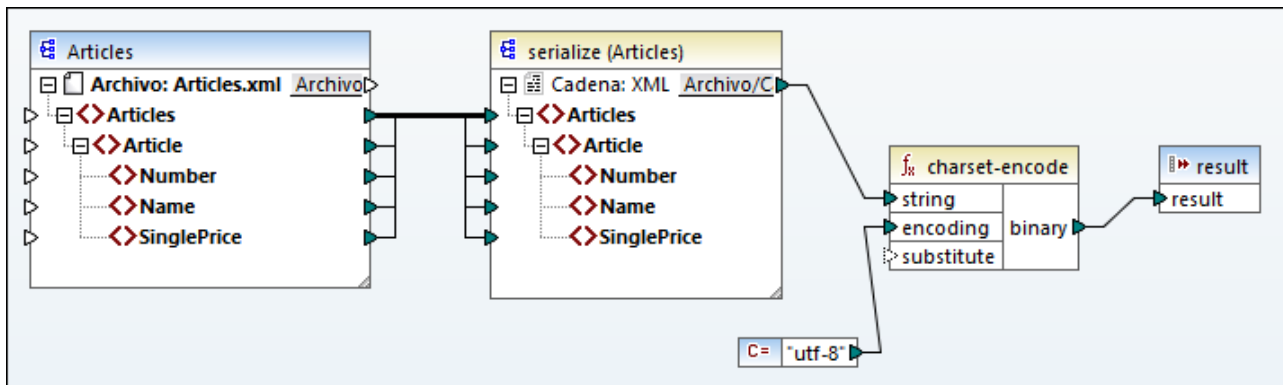 Articles
Archivo: Articles.xml Archivo
Articles
Article
Number
Name
SinglePrice
serialize (Articles)
Cadena: XML Archivo/C
Articles
Article
Number
Name
SinglePrice
fx charset-encode
string
encoding
substitute
binary
result
result
C= "utf-8"